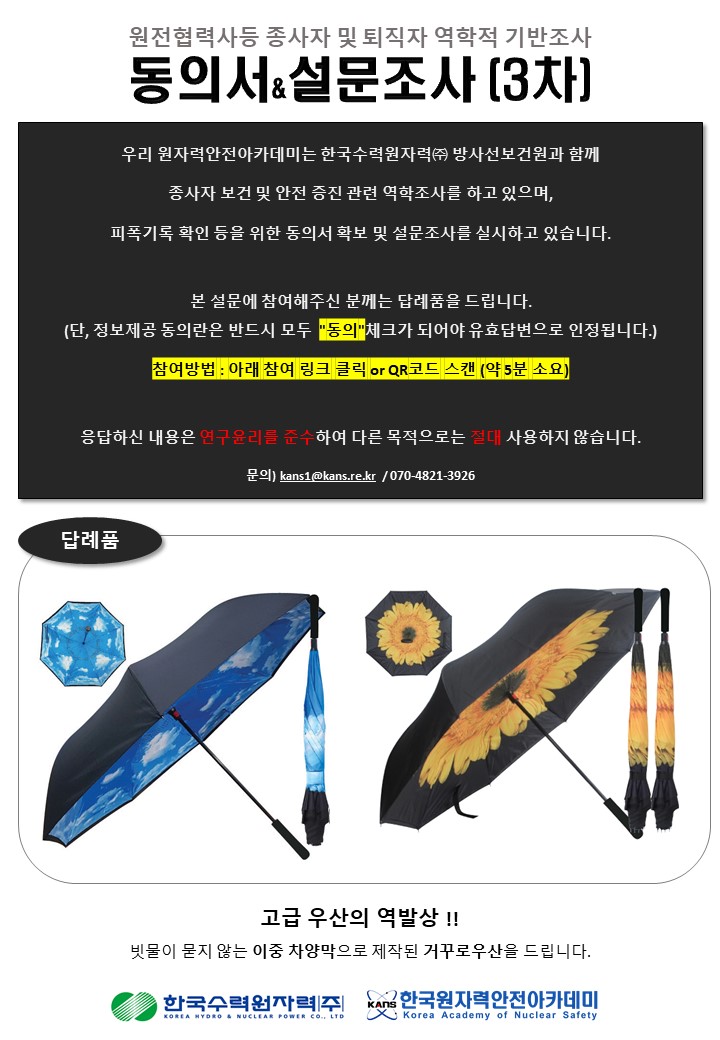 원전협력사등 종사자 및 퇴직자 역학적 기반조사
동의서&설문조사 (3차)
우리 원자력안전아카데미는 한국수력원자력㈜ 방사선보건원과 함께
종사자 보건 및 안전 증진 관련 역학조사를 하고 있으며,
피폭기록 확인 등을 위한 동의서 확보 및 설문조사를 실시하고 있습니다.
본 설문에 참여해주신 분께는 답례품을 드립니다.
(단, 정보제공 동의란은 반드시 모두 "동의"체크가 되어야 유효답변으로 인정됩니다.)
참여방법 : 아래 참여 링크 클릭 or QR코드 스캔 (약 5분 소요)
응답하신 내용은 연구윤리를 준수하여 다른 목적으로는 절대 사용하지 않습니다.
문의) kans1@kans.re.kr / 070-4821-3926
답례품
고급 우산의 역발상 !!
빗물이 묻지 않는 이중 차양막으로 제작된 거꾸로우산을 드립니다.
한국수력원자력(주)
KOREA HYDRO & NUCLEAR POWER CO., LTD
KANS 한국원자력안전아카데미
Korea Academy of Nuclear Safety